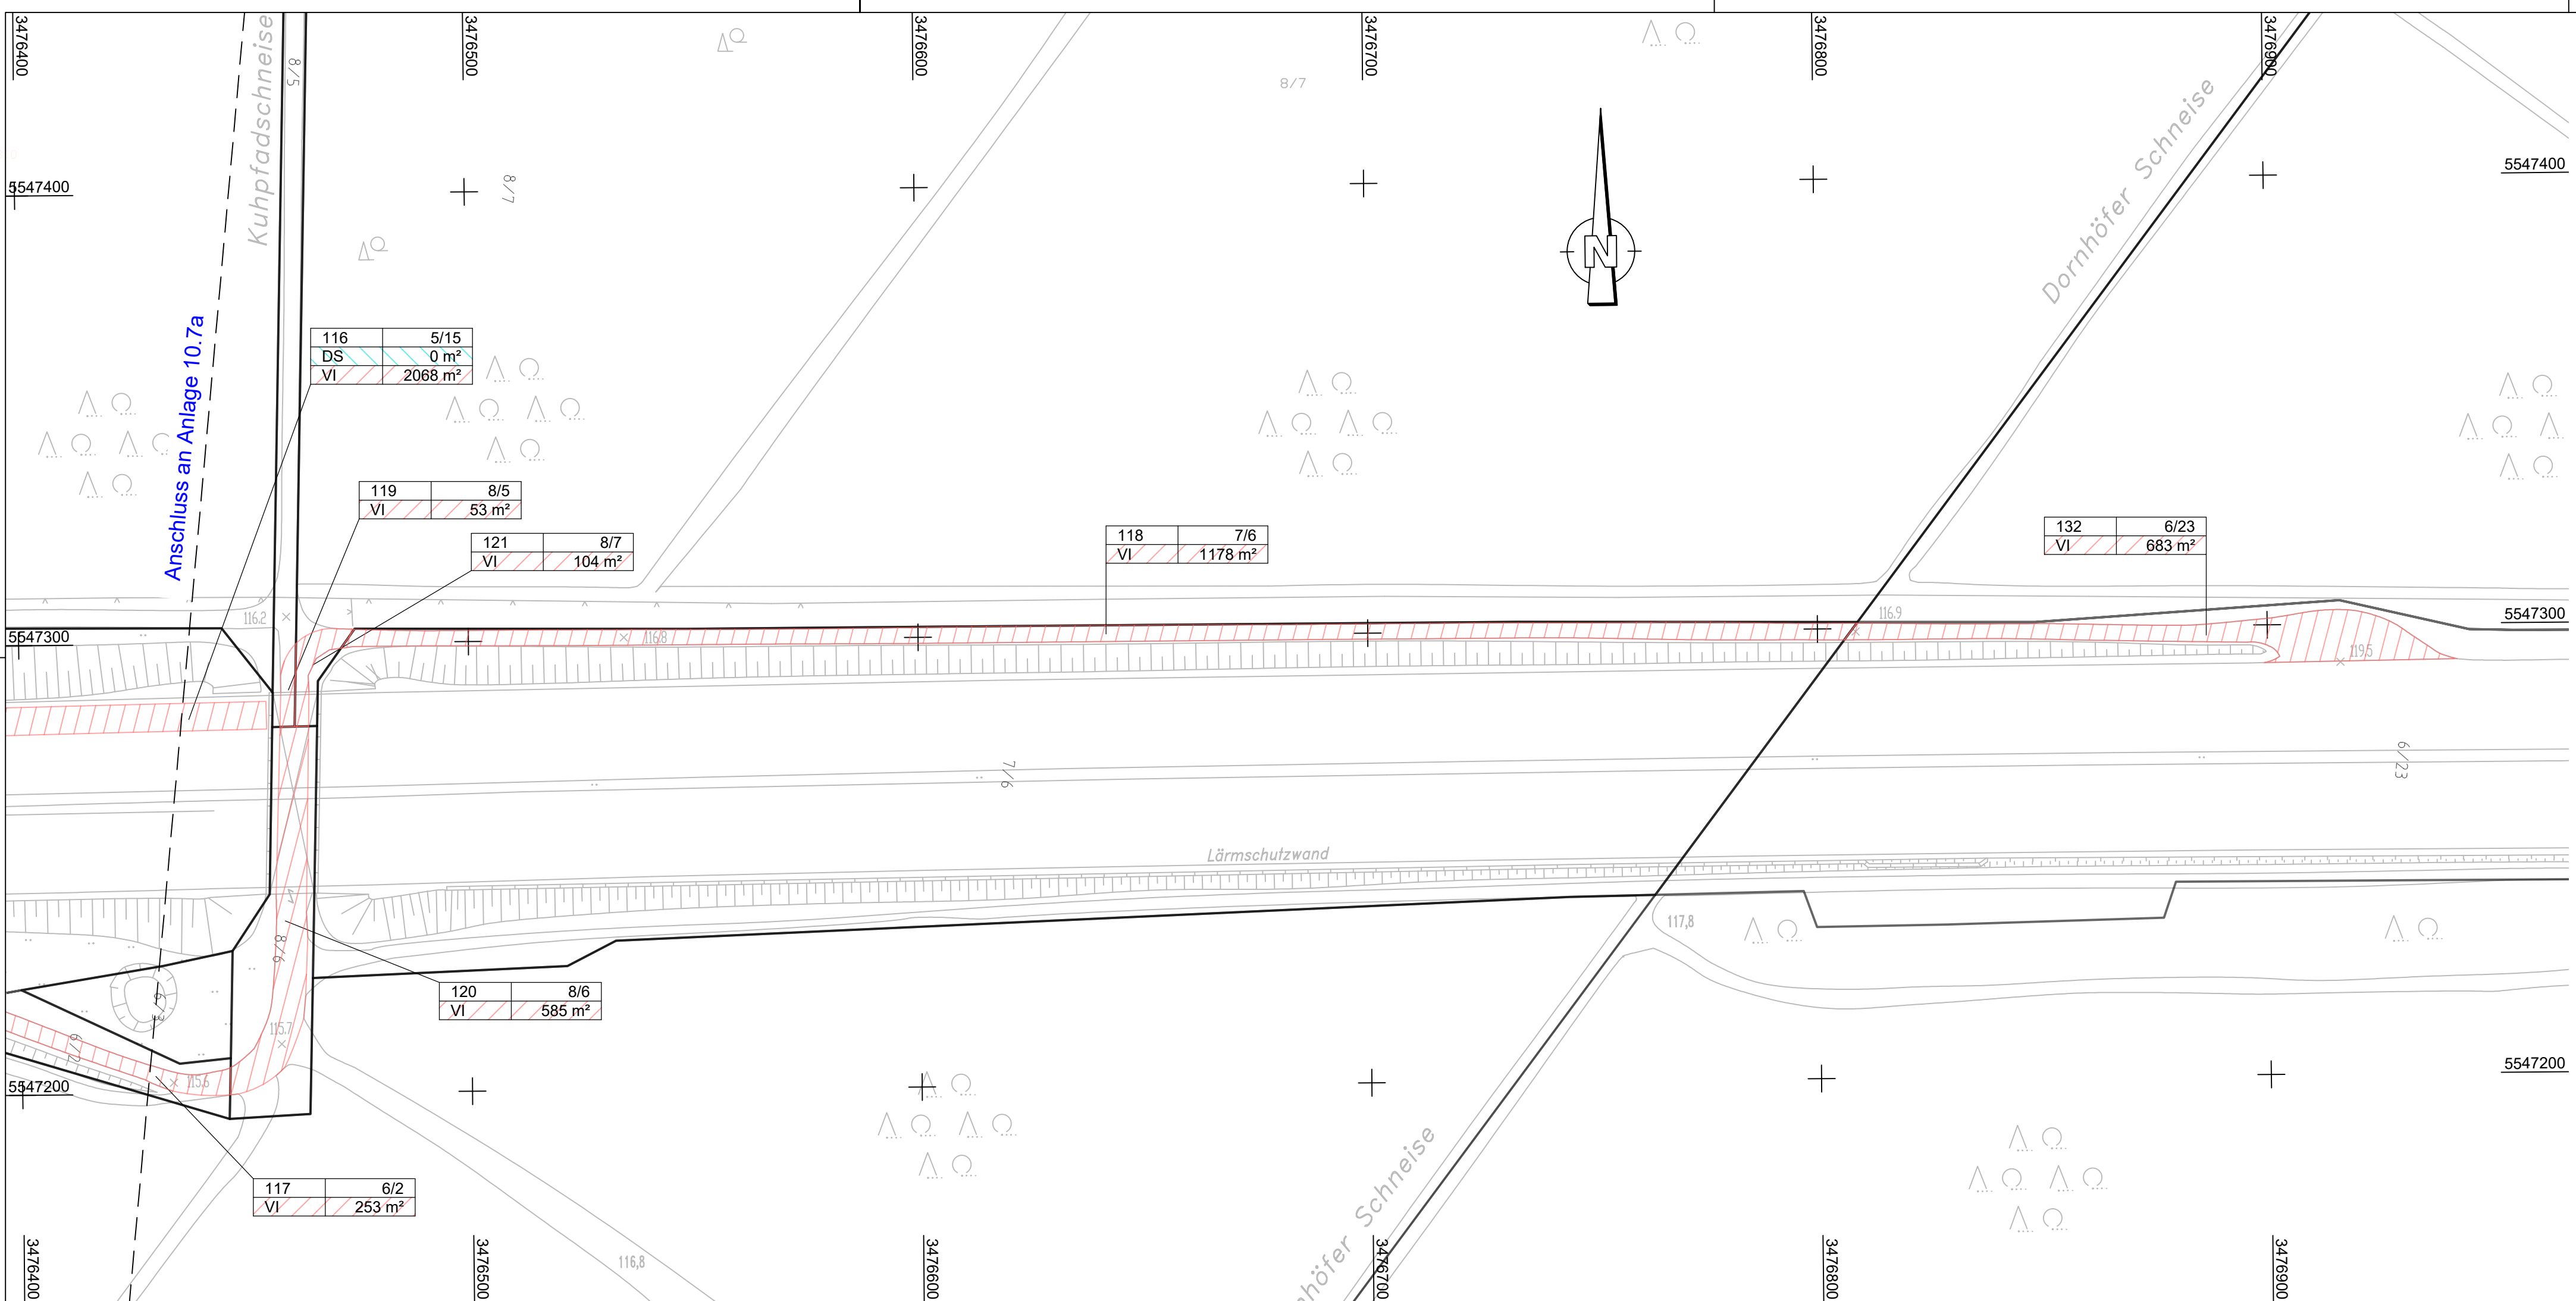 3476400
3476500
3476600
3476700
3476800
3476900
Kuhpfadschneise
8/5
8/7
8/7
Dornhöfer Schneise
N
5547400
5547400
Anschluss an Anlage 10.7a
116 5/15
DS 0 m²
VI 2068 m²
119 8/5
VI 53 m²
121 8/7
VI 104 m²
118 7/6
VI 1178 m²
132 6/23
VI 683 m²
116.2
116.8
116.9
119.5
5547300
5547300
7/6
6/23
Lärmschutzwand
8/6
117,8
120 8/6
VI 585 m²
6/3
6/2
115.7
115.6
5547200
5547200
117 6/2
VI 253 m²
116,8
höfer Schneise
3476400
3476500
3476600
3476700
3476800
3476900